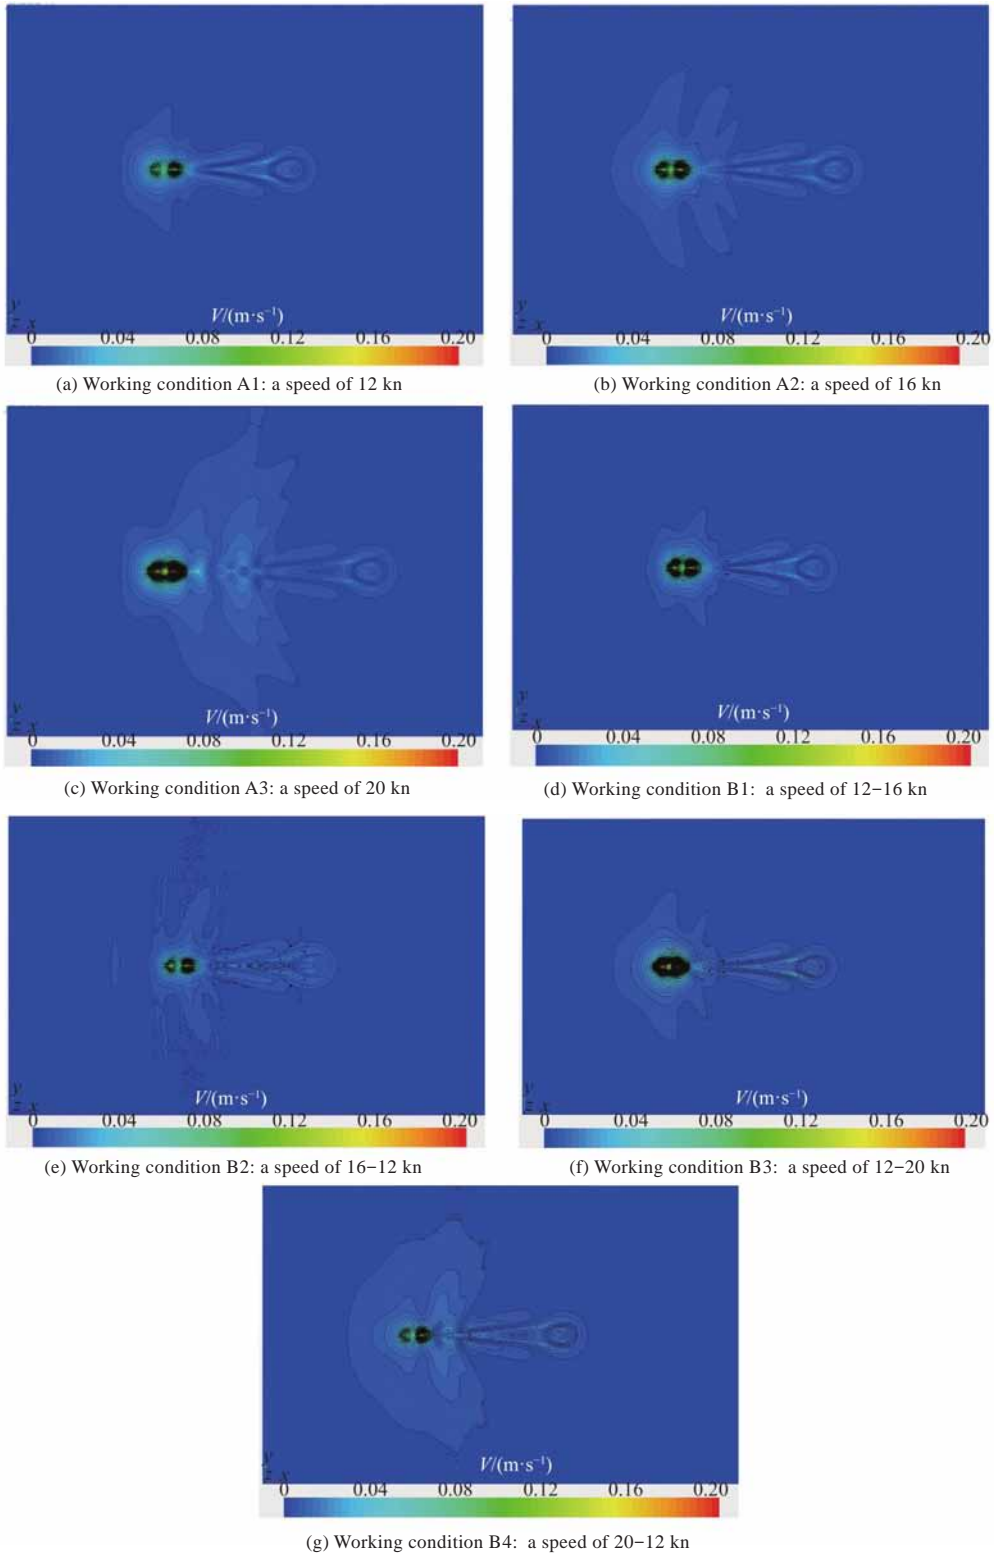 y
z x
V/(m·s⁻¹)
0 0.04 0.08 0.12 0.16 0.20
(a) Working condition A1: a speed of 12 kn
y
z x
V/(m·s⁻¹)
0 0.04 0.08 0.12 0.16 0.20
(b) Working condition A2: a speed of 16 kn
y
z x
V/(m·s⁻¹)
0 0.04 0.08 0.12 0.16 0.20
(c) Working condition A3: a speed of 20 kn
y
z x
V/(m·s⁻¹)
0 0.04 0.08 0.12 0.16 0.20
(d) Working condition B1: a speed of 12−16 kn
y
z x
V/(m·s⁻¹)
0 0.04 0.08 0.12 0.16 0.20
(e) Working condition B2: a speed of 16−12 kn
y
z x
V/(m·s⁻¹)
0 0.04 0.08 0.12 0.16 0.20
(f) Working condition B3: a speed of 12−20 kn
y
z x
V/(m·s⁻¹)
0 0.04 0.08 0.12 0.16 0.20
(g) Working condition B4: a speed of 20−12 kn